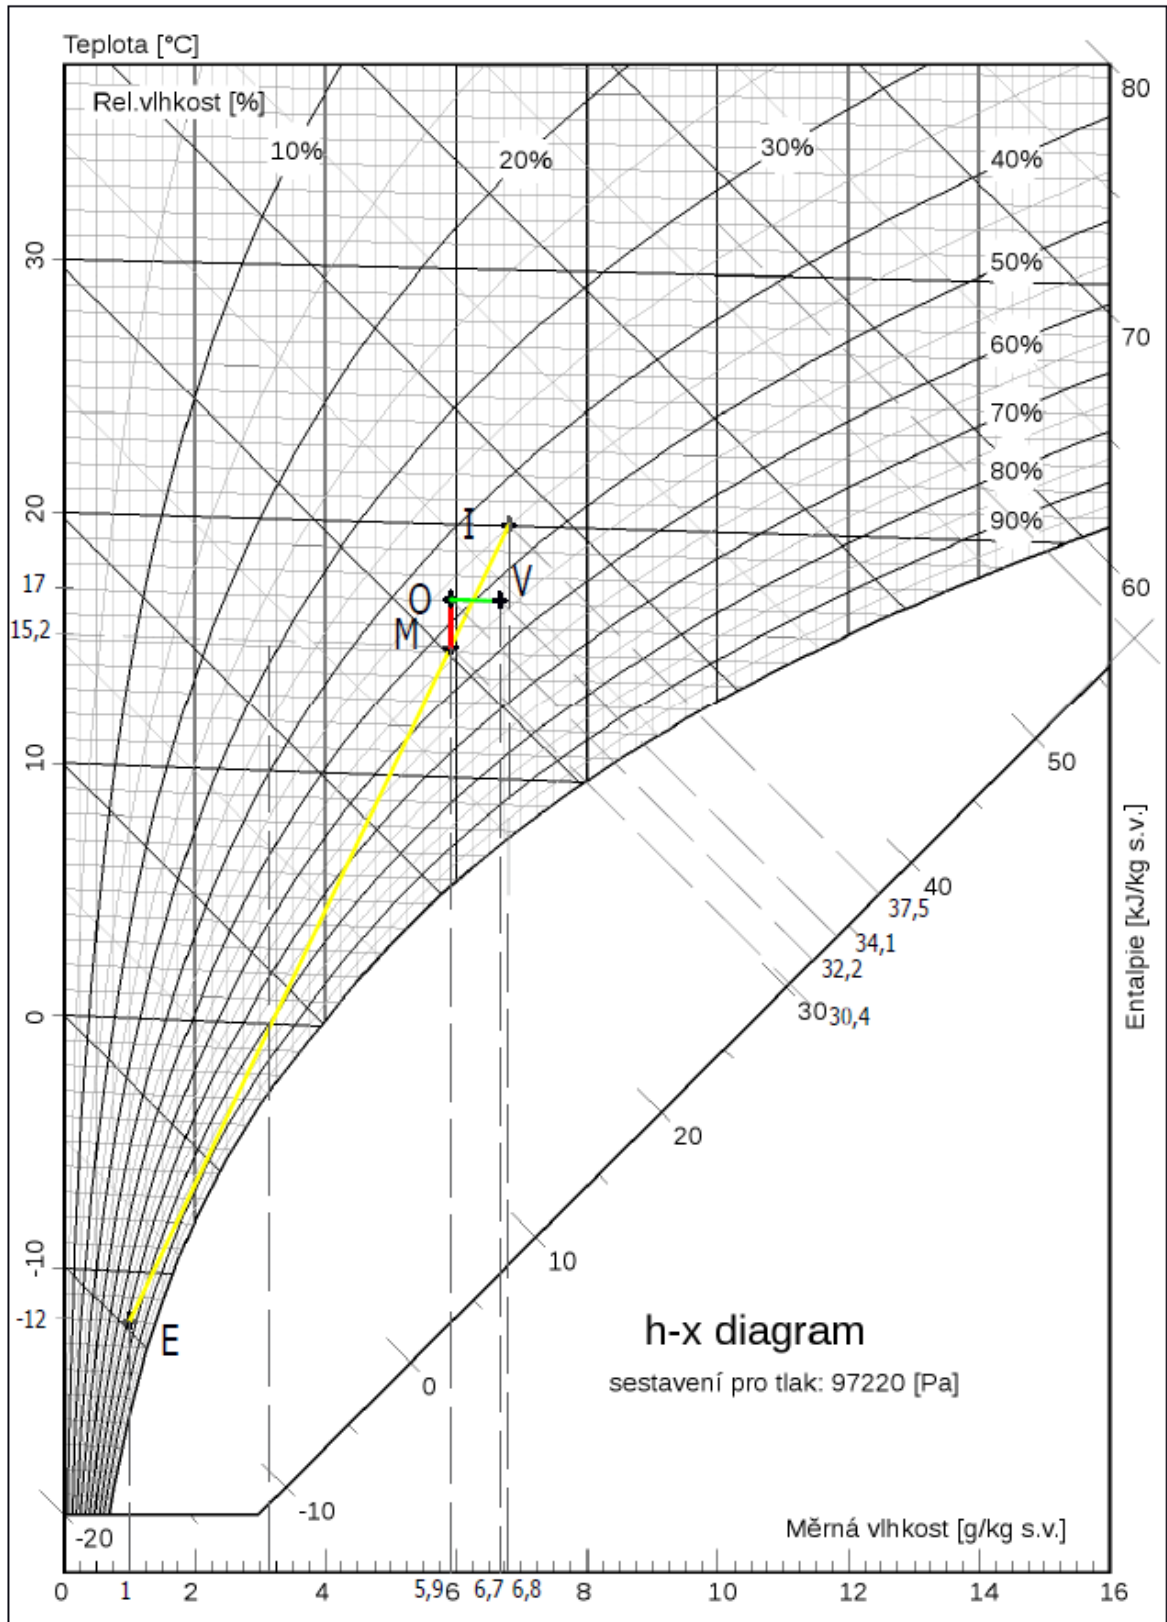 Teplota [°C]
Rel.vlhkost [%]
80
10%
20%
30%
40%
30
50%
70
60%
70%
80%
20
I
90%
17
V
60
O
15,2
M
10
50
Entalpie [kJ/kg s.v.]
40
37,5
34,1
32,2
0
30
30,4
20
-10
10
-12
E
h-x diagram
0
sestavení pro tlak: 97220 [Pa]
-10
-20
Měrná vlhkost [g/kg s.v.]
0 1 2 4 5,9 6 6,7 6,8 8 10 12 14 16